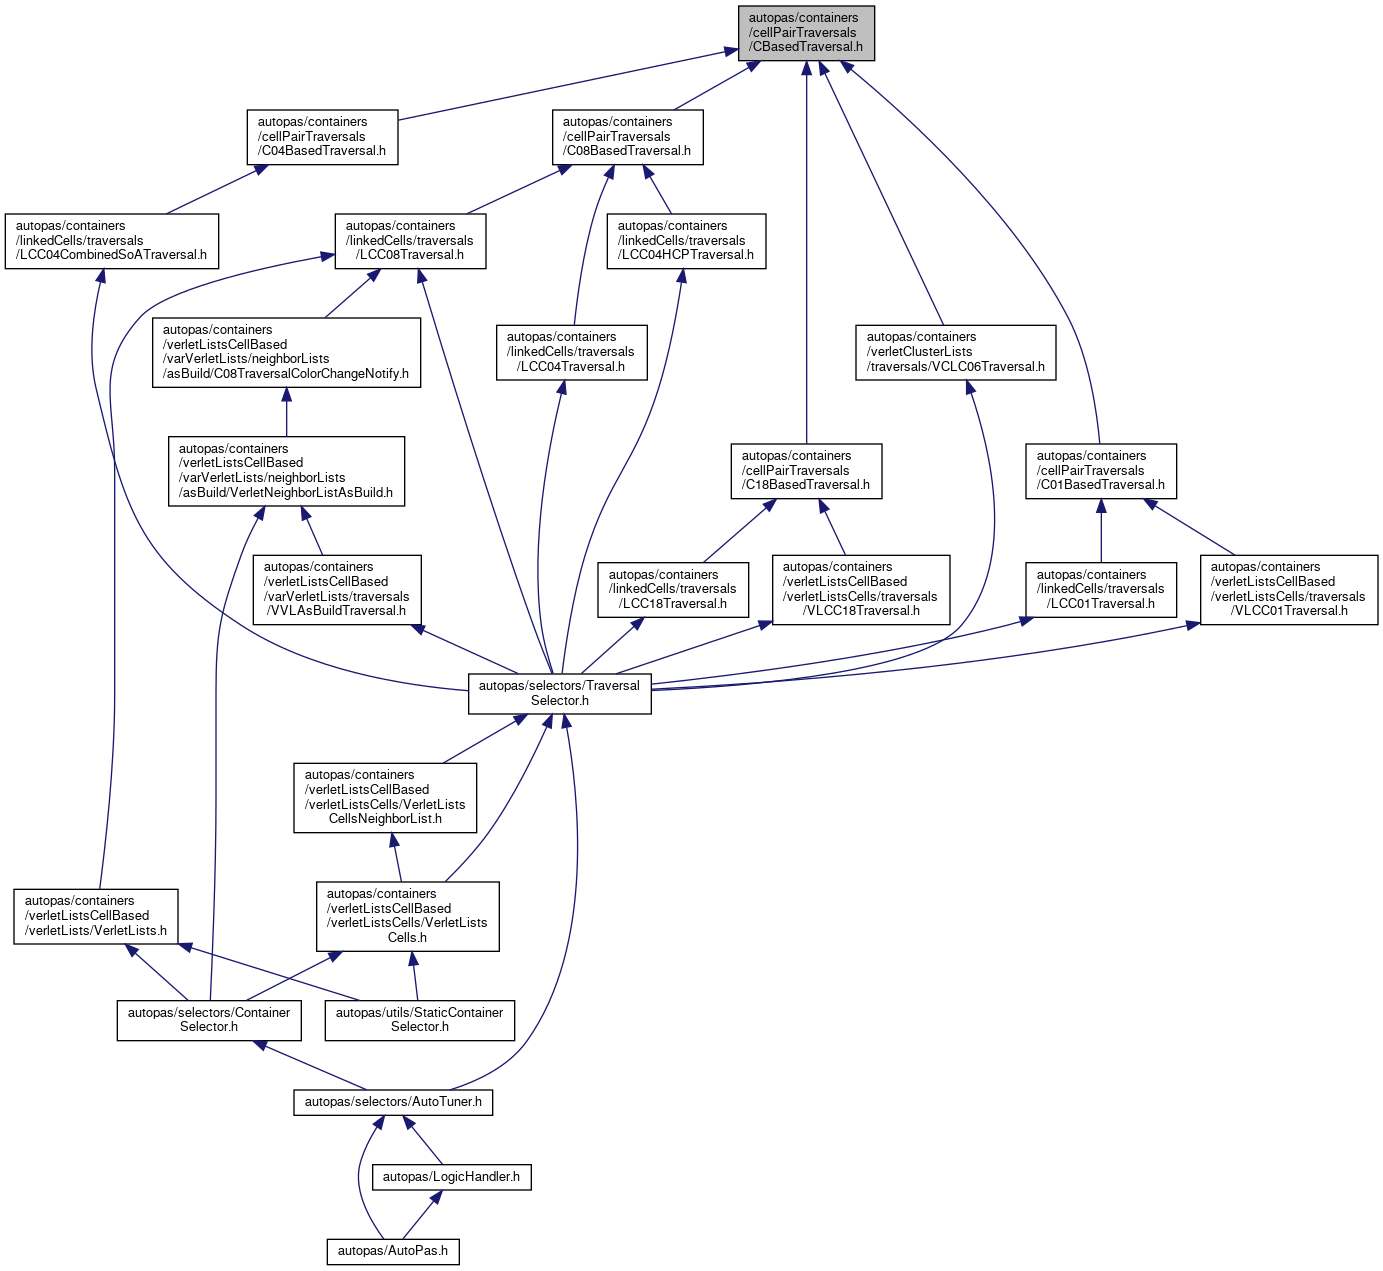 autopas/containers
/cellPairTraversals
/CBasedTraversal.h
autopas/containers
/cellPairTraversals
/C04BasedTraversal.h
autopas/containers
/cellPairTraversals
/C08BasedTraversal.h
autopas/containers
/linkedCells/traversals
/LCC04CombinedSoATraversal.h
autopas/containers
/linkedCells/traversals
/LCC08Traversal.h
autopas/containers
/linkedCells/traversals
/LCC04HCPTraversal.h
autopas/containers
/verletListsCellBased
/varVerletLists/neighborLists
/asBuild/C08TraversalColorChangeNotify.h
autopas/containers
/linkedCells/traversals
/LCC04Traversal.h
autopas/containers
/verletClusterLists
/traversals/VCLC06Traversal.h
autopas/containers
/verletListsCellBased
/varVerletLists/neighborLists
/asBuild/VerletNeighborListAsBuild.h
autopas/containers
/cellPairTraversals
/C18BasedTraversal.h
autopas/containers
/cellPairTraversals
/C01BasedTraversal.h
autopas/containers
/verletListsCellBased
/varVerletLists/traversals
/VVLAsBuildTraversal.h
autopas/containers
/linkedCells/traversals
/LCC18Traversal.h
autopas/containers
/verletListsCellBased
/verletListsCells/traversals
/VLCC18Traversal.h
autopas/containers
/linkedCells/traversals
/LCC01Traversal.h
autopas/containers
/verletListsCellBased
/verletListsCells/traversals
/VLCC01Traversal.h
autopas/selectors/Traversal
Selector.h
autopas/containers
/verletListsCellBased
/verletListsCells/VerletLists
CellsNeighborList.h
autopas/containers
/verletListsCellBased
/verletLists/VerletLists.h
autopas/containers
/verletListsCellBased
/verletListsCells/VerletLists
Cells.h
autopas/selectors/Container
Selector.h
autopas/utils/StaticContainer
Selector.h
autopas/selectors/AutoTuner.h
autopas/LogicHandler.h
autopas/AutoPas.h